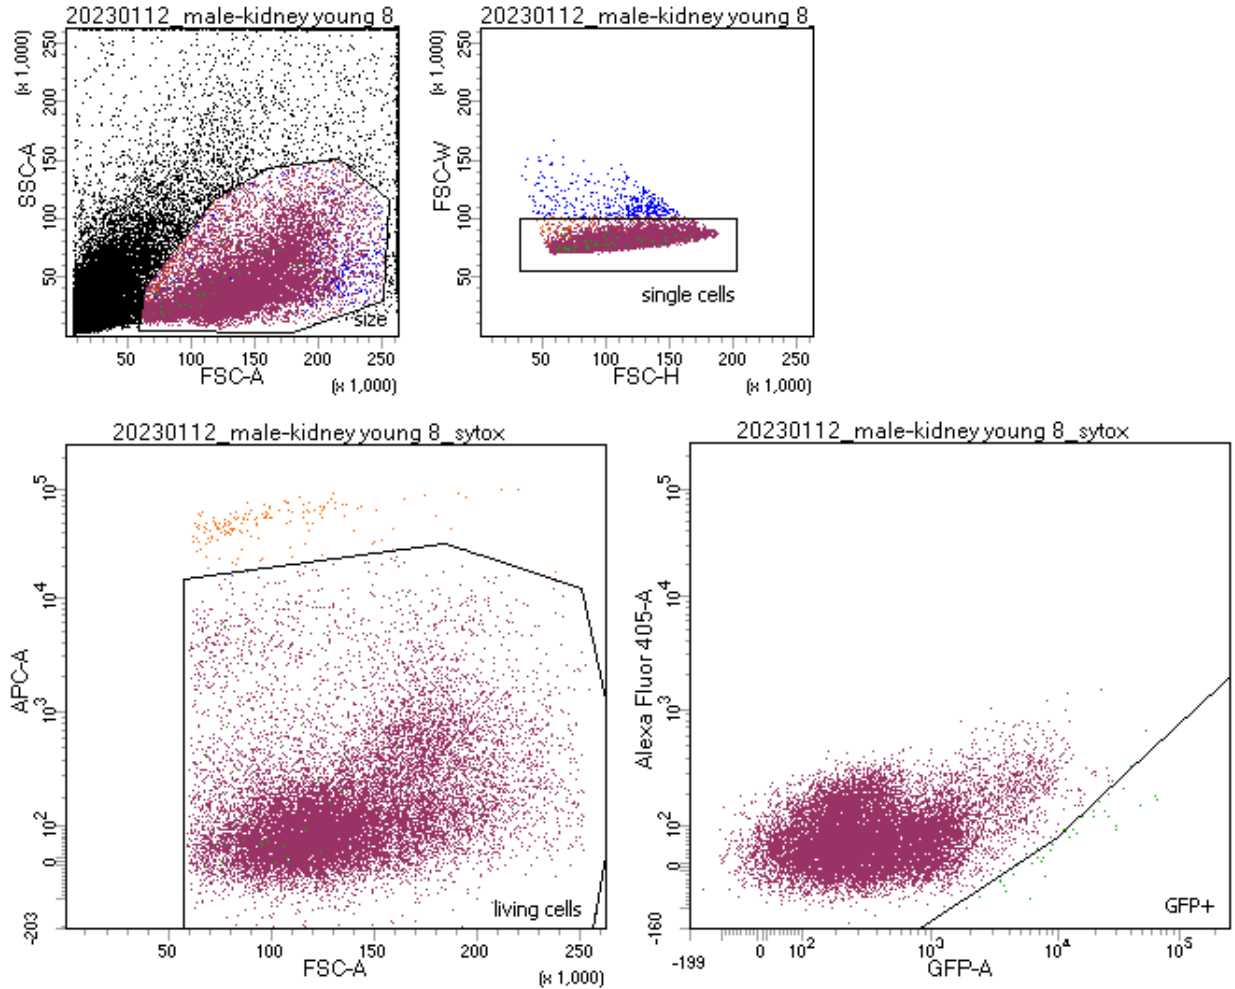 20230112_male-kidney young 8_
(x 1,000)
250
200
150
100
50
SSC-A
size
50 100 150 200 250
FSC-A
(x 1,000)
20230112_male-kidney young 8_
(x 1,000)
250
200
150
100
50
FSC-W
single cells
50 100 150 200 250
FSC-H
(x 1,000)
20230112_male-kidney young 8_sytox
10^5
10^4
10^3
10^2
0
-203
APC-A
living cells
50 100 150 200 250
FSC-A
(x 1,000)
20230112_male-kidney young 8_sytox
10^5
10^4
10^3
10^2
0
-160
Alexa Fluor 405-A
GFP+
-199 0 10^2 10^3 10^4 10^5
GFP-A